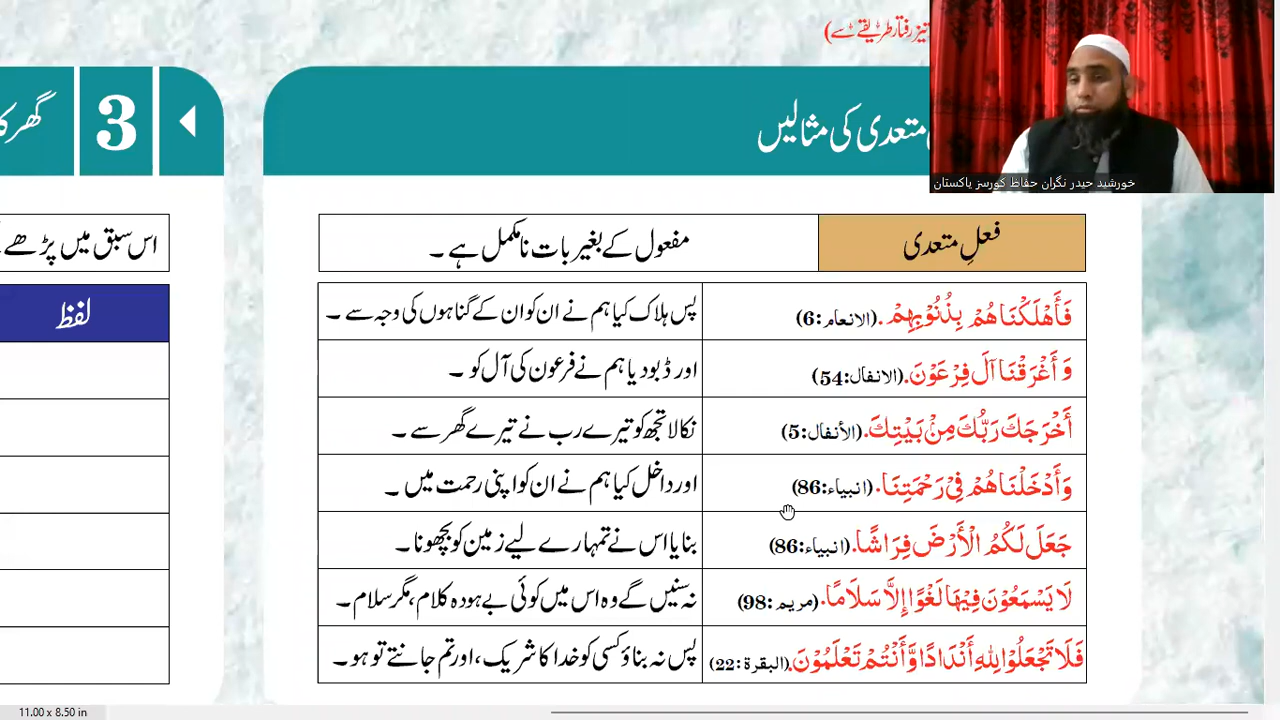 تیز رفتار طریقے سے)
متعدی کی مثالیں
3
خورشید حیدر نگران حفاظ کورسز پاکستان
فعلِ متعدی
مفعول کے بغیر بات نامکمل ہے۔
فَأَهْلَكْنَاهُمْ بِذُنُوْبِهِمْ. (الانعام:6)
پس ہلاک کیا ہم نے ان کو ان کے گناہوں کی وجہ سے۔
وَ أَغْرَقْنَا آلَ فِرْعَوْنَ. (الانفال:54)
اور ڈبو دیا ہم نے فرعون کی آل کو۔
أَخْرَجَكَ رَبُّكَ مِنْ بَيْتِكَ. (الأنفال:5)
نکالا تجھ کو تیرے رب نے تیرے گھر سے۔
وَأَدْخَلْنَاهُمْ فِيْ رَحْمَتِنَا. (انبیاء:86)
اور داخل کیا ہم نے ان کو اپنی رحمت میں۔
جَعَلَ لَكُمُ الْأَرْضَ فِرَاشًا. (انبیاء:86)
بنایا اس نے تمہارے لیے زمین کو بچھونا۔
لَا يَسْمَعُوْنَ فِيْهَا لَغْوًا إِلَّا سَلَامًا. (مریم:98)
نہ سنیں گے وہ اس میں کوئی بے ہودہ کلام، مگر سلام۔
فَلَا تَجْعَلُوْا لِلّٰهِ أَنْدَادًا وَّأَنْتُمْ تَعْلَمُوْنَ. (البقرة:22)
پس نہ بناؤ کسی کو خدا کا شریک، اور تم جانتے تو ہو۔
گھر کا
اس سبق میں پڑھے
لفظ
11.00 x 8.50 in